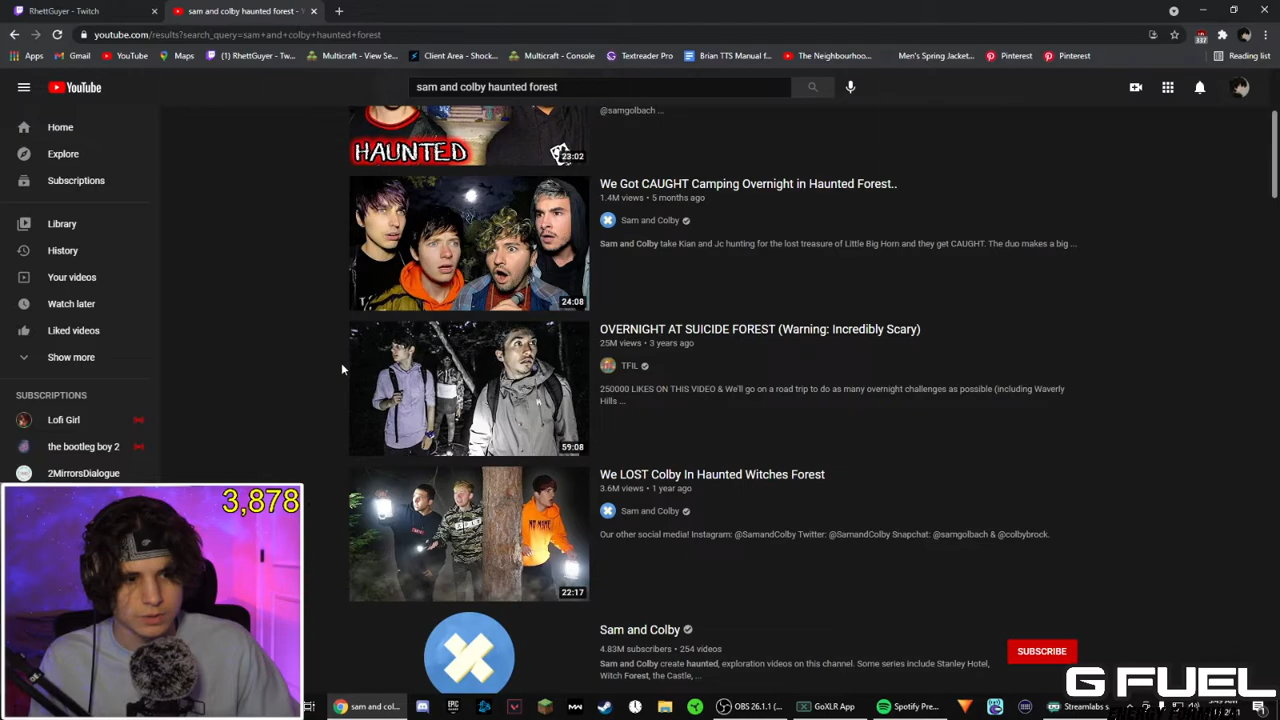 RhettGuyer - Twitch
sam and colby haunted forest -
youtube.com/results?search_query=sam+and+colby+haunted+forest
Apps
Gmail
YouTube
Maps
(1) RhettGuyer - Tw...
Multicraft - View Se...
Client Area - Shock...
Multicraft - Console
Textreader Pro
Brian TTS Manual f...
The Neighbourhoo...
Men's Spring Jacket...
Pinterest
Pinterest
Reading list
YouTube
sam and colby haunted forest
Home
Explore
Subscriptions
Library
History
Your videos
Watch later
Liked videos
Show more
SUBSCRIPTIONS
Lofi Girl
the bootleg boy 2
2MirrorsDialogue
@samgolbach ...
HAUNTED
23:02
We Got CAUGHT Camping Overnight in Haunted Forest..
1.4M views • 5 months ago
Sam and Colby
Sam and Colby take Kian and Jc hunting for the lost treasure of Little Big Horn and they get CAUGHT. The duo makes a big ...
24:08
OVERNIGHT AT SUICIDE FOREST (Warning: Incredibly Scary)
25M views • 3 years ago
TFIL
250000 LIKES ON THIS VIDEO & We'll go on a road trip to do as many overnight challenges as possible (including Waverly
Hills ...
59:08
We LOST Colby In Haunted Witches Forest
3.6M views • 1 year ago
Sam and Colby
Our other social media! Instagram: @SamandColby Twitter: @SamandColby Snapchat: @samgolbach & @colbybrock.
22:17
Sam and Colby
4.83M subscribers • 254 videos
Sam and Colby create haunted, exploration videos on this channel. Some series include Stanley Hotel,
Witch Forest, the Castle, ...
SUBSCRIBE
3,878
G FUEL
sam and col...
OBS 26.1.1 (...
GoXLR App
Spotify Pre...
Streamlabs